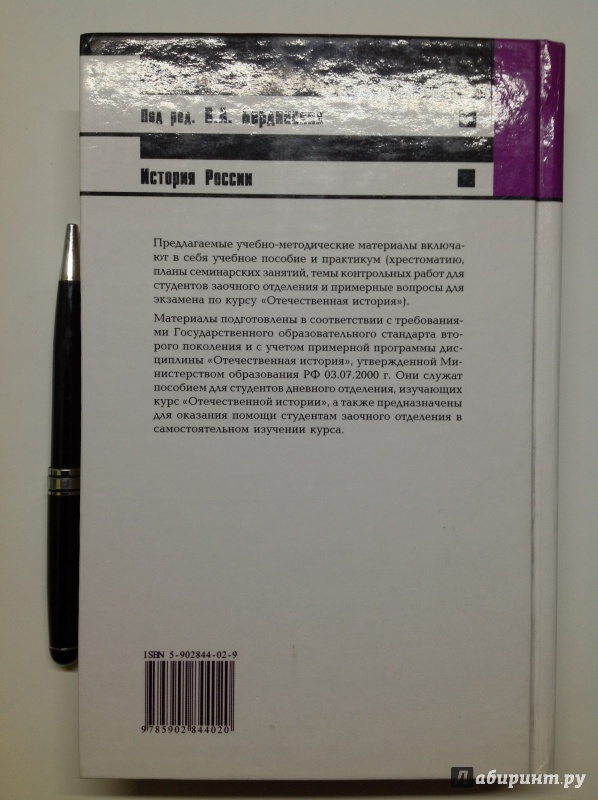 Под ред. В.А. Бердинских
История России
Предлагаемые учебно-методические материалы включа-
ют в себя учебное пособие и практикум (хрестоматию,
планы семинарских занятий, темы контрольных работ для
студентов заочного отделения и примерные вопросы для
экзамена по курсу «Отечественная история»).
Материалы подготовлены в соответствии с требования-
ми Государственного образовательного стандарта вто-
рого поколения и с учетом примерной программы дис-
циплины «Отечественная история», утвержденной Ми-
нистерством образования РФ 03.07.2000 г. Они служат
пособием для студентов дневного отделения, изучающих
курс «Отечественной истории», а также предназначены
для оказания помощи студентам заочного отделения в
самостоятельном изучении курса.
ISBN 5-902844-02-9
9785902 844020
Лабиринт.ру